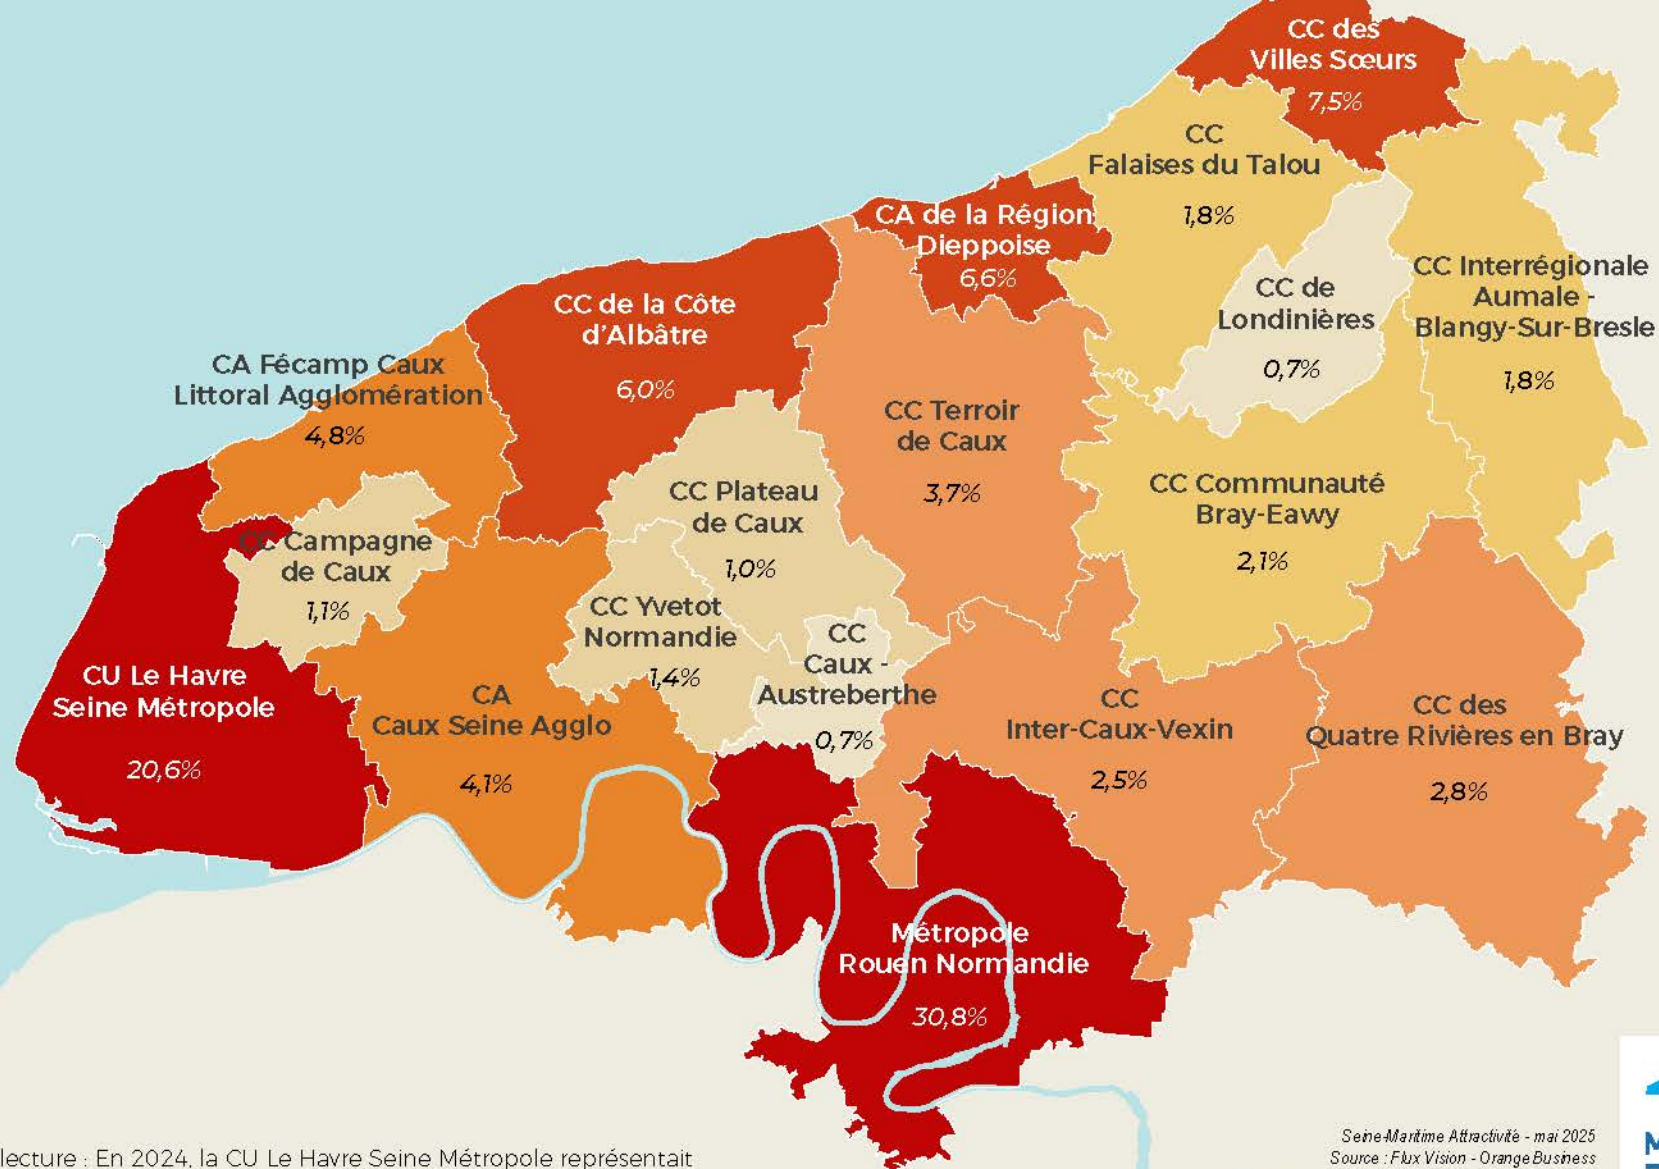 CC des
Villes Sœurs
7,5%
CC
Falaises du Talou
1,8%
CA de la Région
Dieppoise
6,6%
CC de
Londinières
0,7%
CC Interrégionale
Aumale -
Blangy-Sur-Bresle
1,8%
CC de la Côte
d'Albâtre
6,0%
CA Fécamp Caux
Littoral Agglomération
4,8%
CC Terroir
de Caux
3,7%
CC Plateau
de Caux
1,0%
CC Communauté
Bray-Eawy
2,1%
CC Campagne
de Caux
1,1%
CC Yvetot
Normandie
1,4%
CC
Caux -
Austreberthe
0,7%
CU Le Havre
Seine Métropole
20,6%
CA
Caux Seine Agglo
4,1%
CC
Inter-Caux-Vexin
2,5%
CC des
Quatre Rivières en Bray
2,8%
Métropole
Rouen Normandie
30,8%
lecture : En 2024, la CU Le Havre Seine Métropole représentait
Seine-Maritime Attractivité - mai 2025
Source : Flux Vision - Orange Business